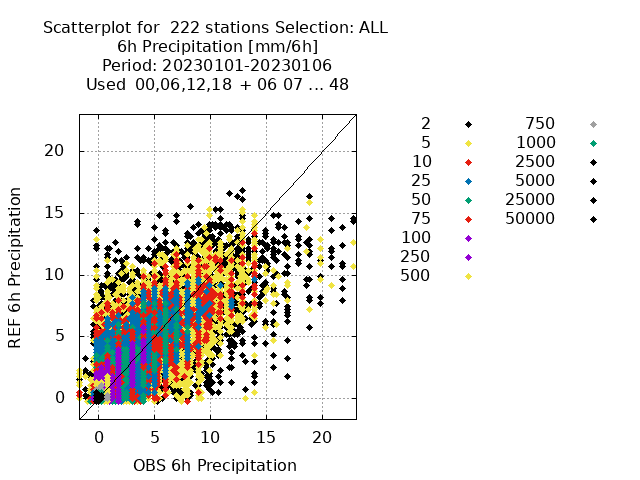 Scatterplot for  222 stations Selection: ALL
6h Precipitation [mm/6h]
Period: 20230101-20230106
Used  00,06,12,18 + 06 07 ... 48
REF 6h Precipitation
20
15
10
5
0
0 5 10 15 20
OBS 6h Precipitation
2 750
5 1000
10 2500
25 5000
50 25000
75 50000
100
250
500